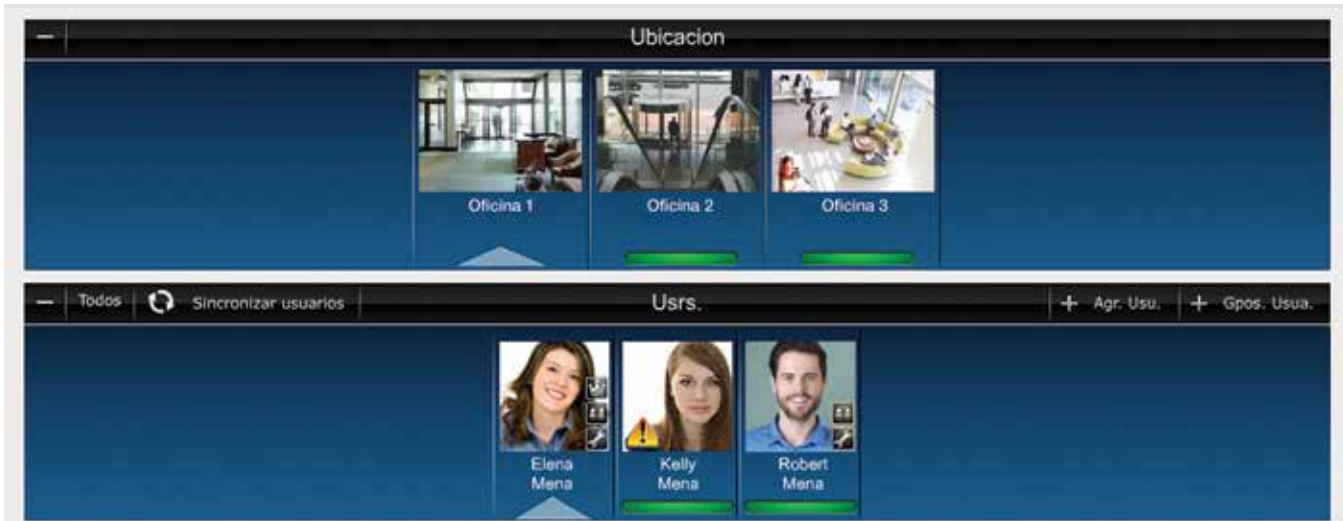 Ubicacion
Oficina 1
Oficina 2
Oficina 3
Todos
Sincronizar usuarios
Usrs.
Agr. Usu.
Gpos. Usua.
Elena
Mena
Kelly
Mena
Robert
Mena